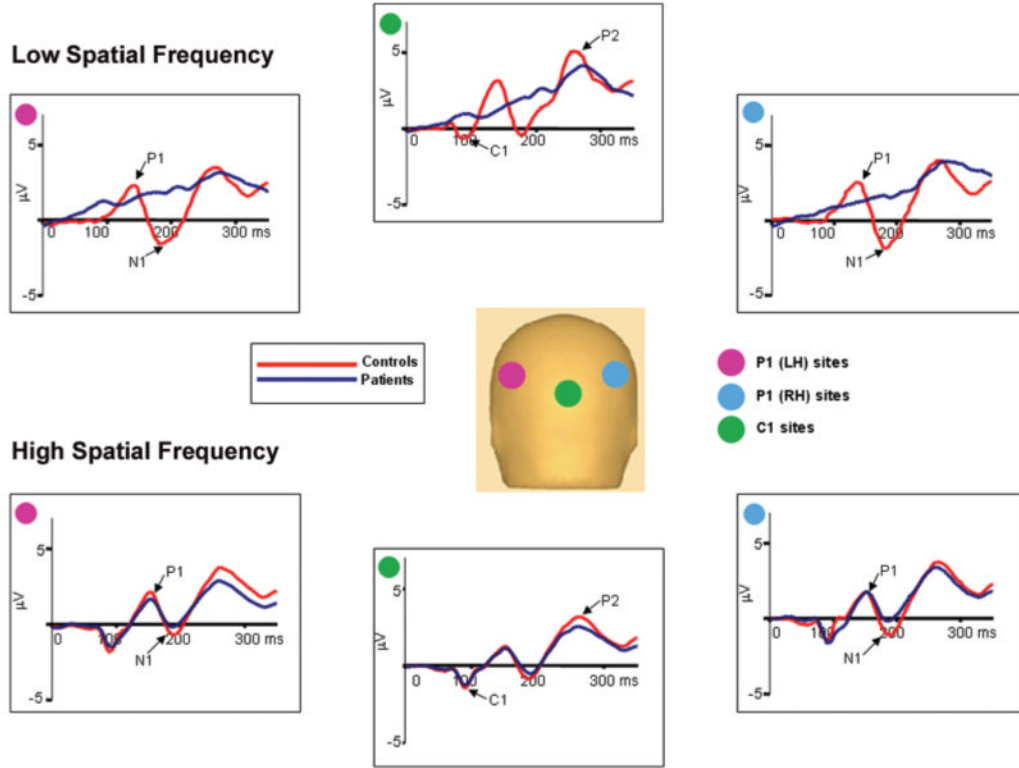 Low Spatial Frequency
μV
5
-5
0
100
200
300 ms
P1
N1
μV
5
-5
0
100
200
300 ms
P2
C1
μV
5
-5
0
100
200
300 ms
P1
N1
Controls
Patients
P1 (LH) sites
P1 (RH) sites
C1 sites
High Spatial Frequency
μV
5
-5
0
100
200
300 ms
P1
N1
μV
5
-5
0
100
200
300 ms
P2
C1
μV
5
-5
0
100
200
300 ms
P1
N1